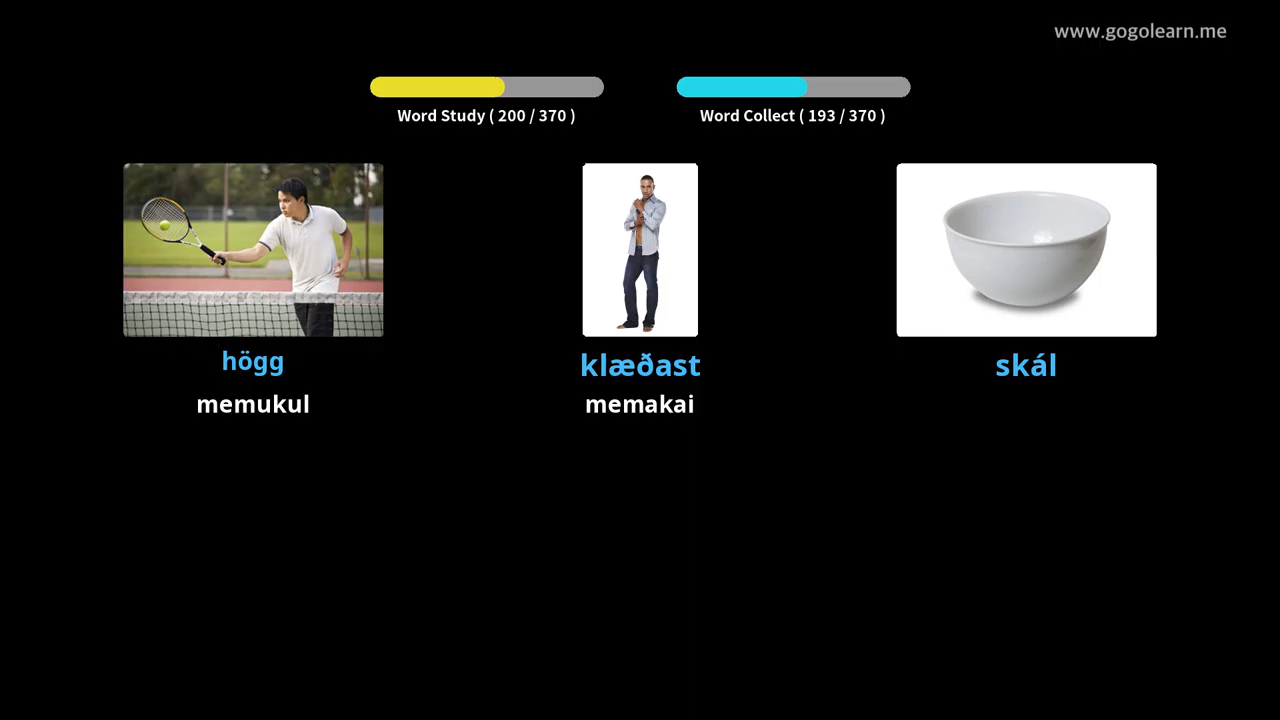 www.gogolearn.me
Word Study ( 200 / 370 )
Word Collect ( 193 / 370 )
högg
klæðast
skál
memukul
memakai